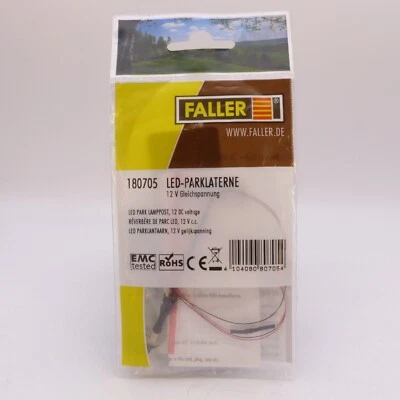 FALLER ®
WWW.FALLER.DE
180705 LED-PARKLATERNE
12 V Gleichspannung
LED PARK LAMPPOST, 12 DC voltage
RÉVERBÈRE DE PARC LED, 12 V c.c.
LED PARKLANTAARN, 12 V gelijkspanning
EMC tested RoHS CE
4 104080 807054